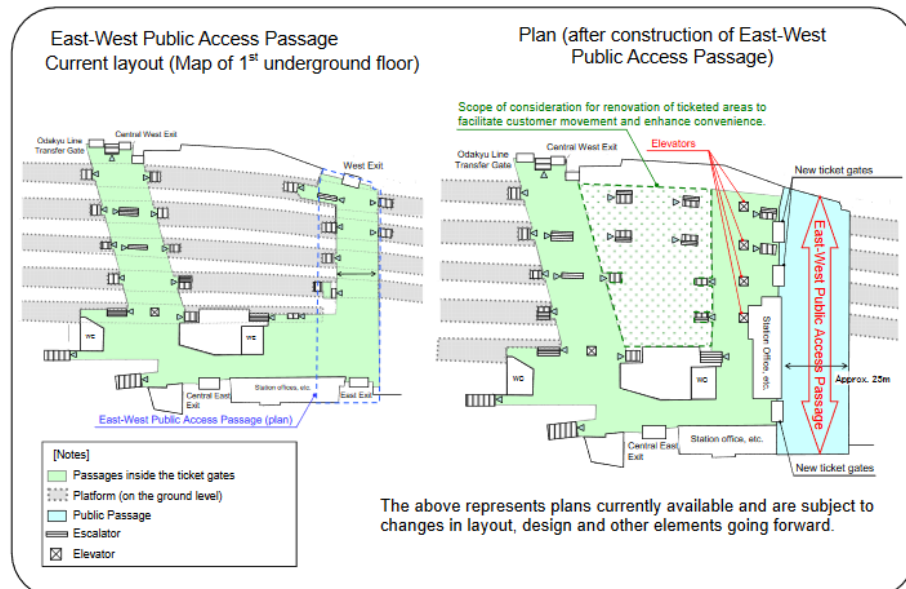 East-West Public Access Passage
Current layout (Map of 1st underground floor)
Plan (after construction of East-West
Public Access Passage)
Scope of consideration for renovation of ticketed areas to
facilitate customer movement and enhance convenience.
Odakyu Line
Transfer Gate
Central West Exit
West Exit
WC
WC
Central East
Exit
Station offices, etc.
East Exit
East-West Public Access Passage (plan)
Odakyu Line
Transfer Gate
Central West
Exit
Elevators
New ticket gates
East-West Public Access Passage
Station Office, etc.
Approx. 25m
WC
WC
Central East
Exit
Station office, etc.
New ticket gates
[Notes]
Passages inside the ticket gates
Platform (on the ground level)
Public Passage
Escalator
Elevator
The above represents plans currently available and are subject to
changes in layout, design and other elements going forward.